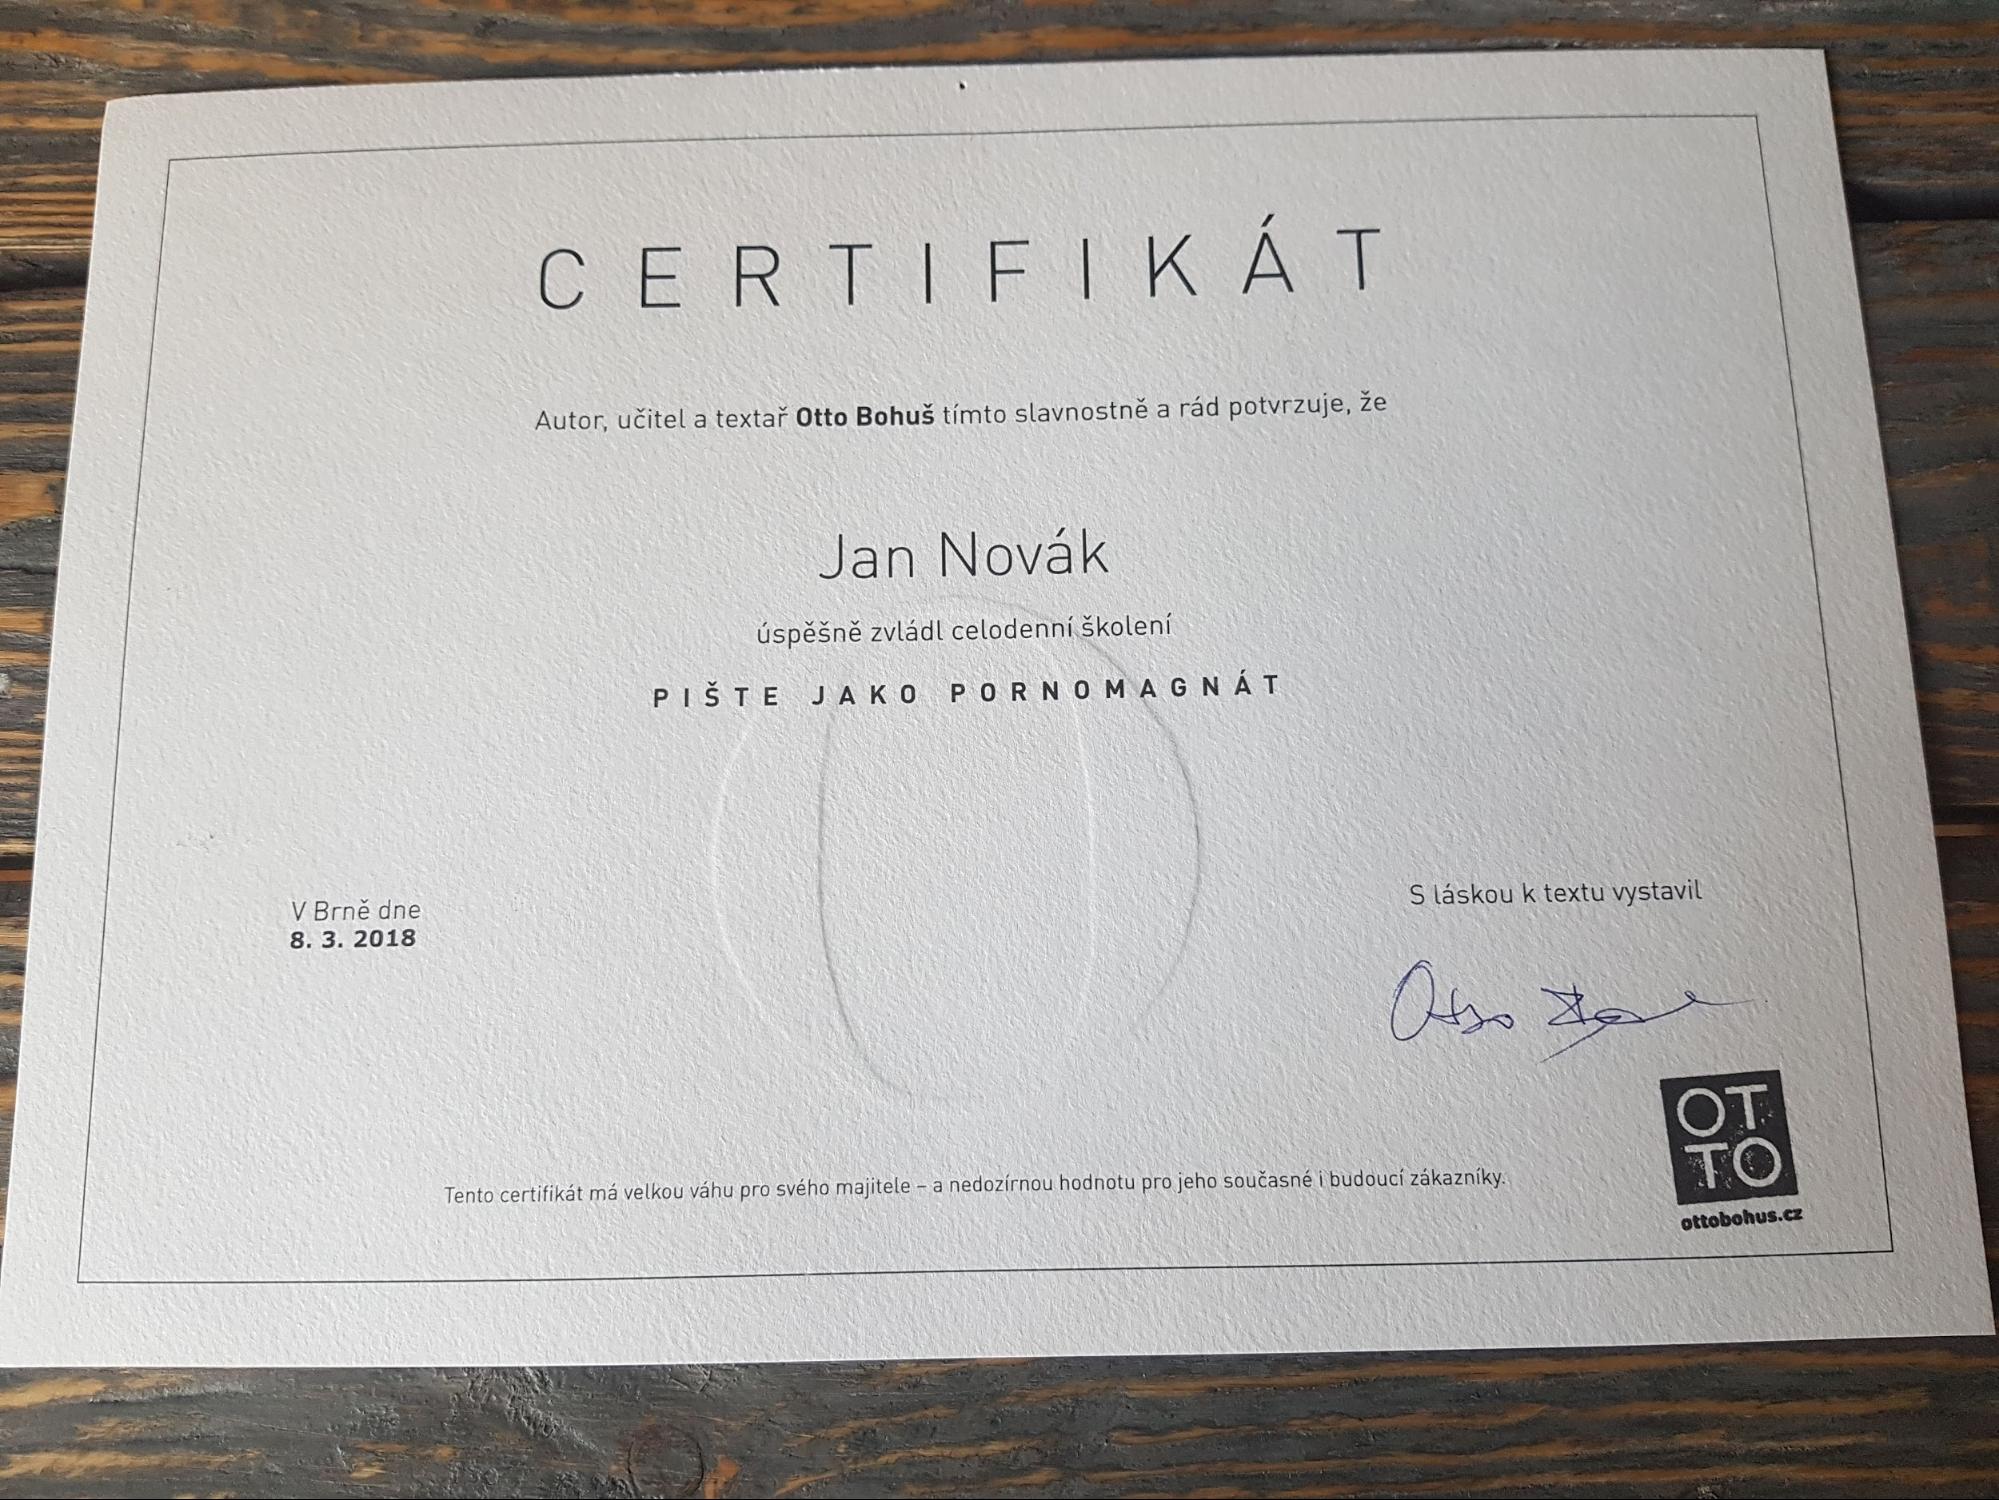 CERTIFIKÁT
Autor, učitel a textař Otto Bohuš tímto slavnostně a rád potvrzuje, že
Jan Novák
úspěšně zvládl celodenní školení
PIŠTE JAKO PORNOMAGNÁT
V Brně dne
8. 3. 2018
S láskou k textu vystavil
Otto
OT
TO
ottobohus.cz
Tento certifikát má velkou váhu pro svého majitele – a nedozírnou hodnotu pro jeho současné i budoucí zákazníky.